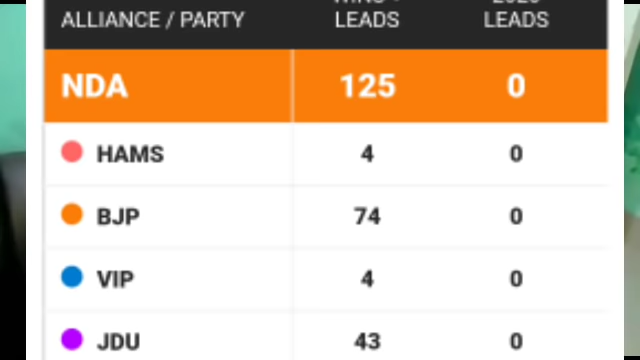 ALLIANCE / PARTY
LEADS
LEADS
NDA 125 0
HAMS 4 0
BJP 74 0
VIP 4 0
JDU 43 0